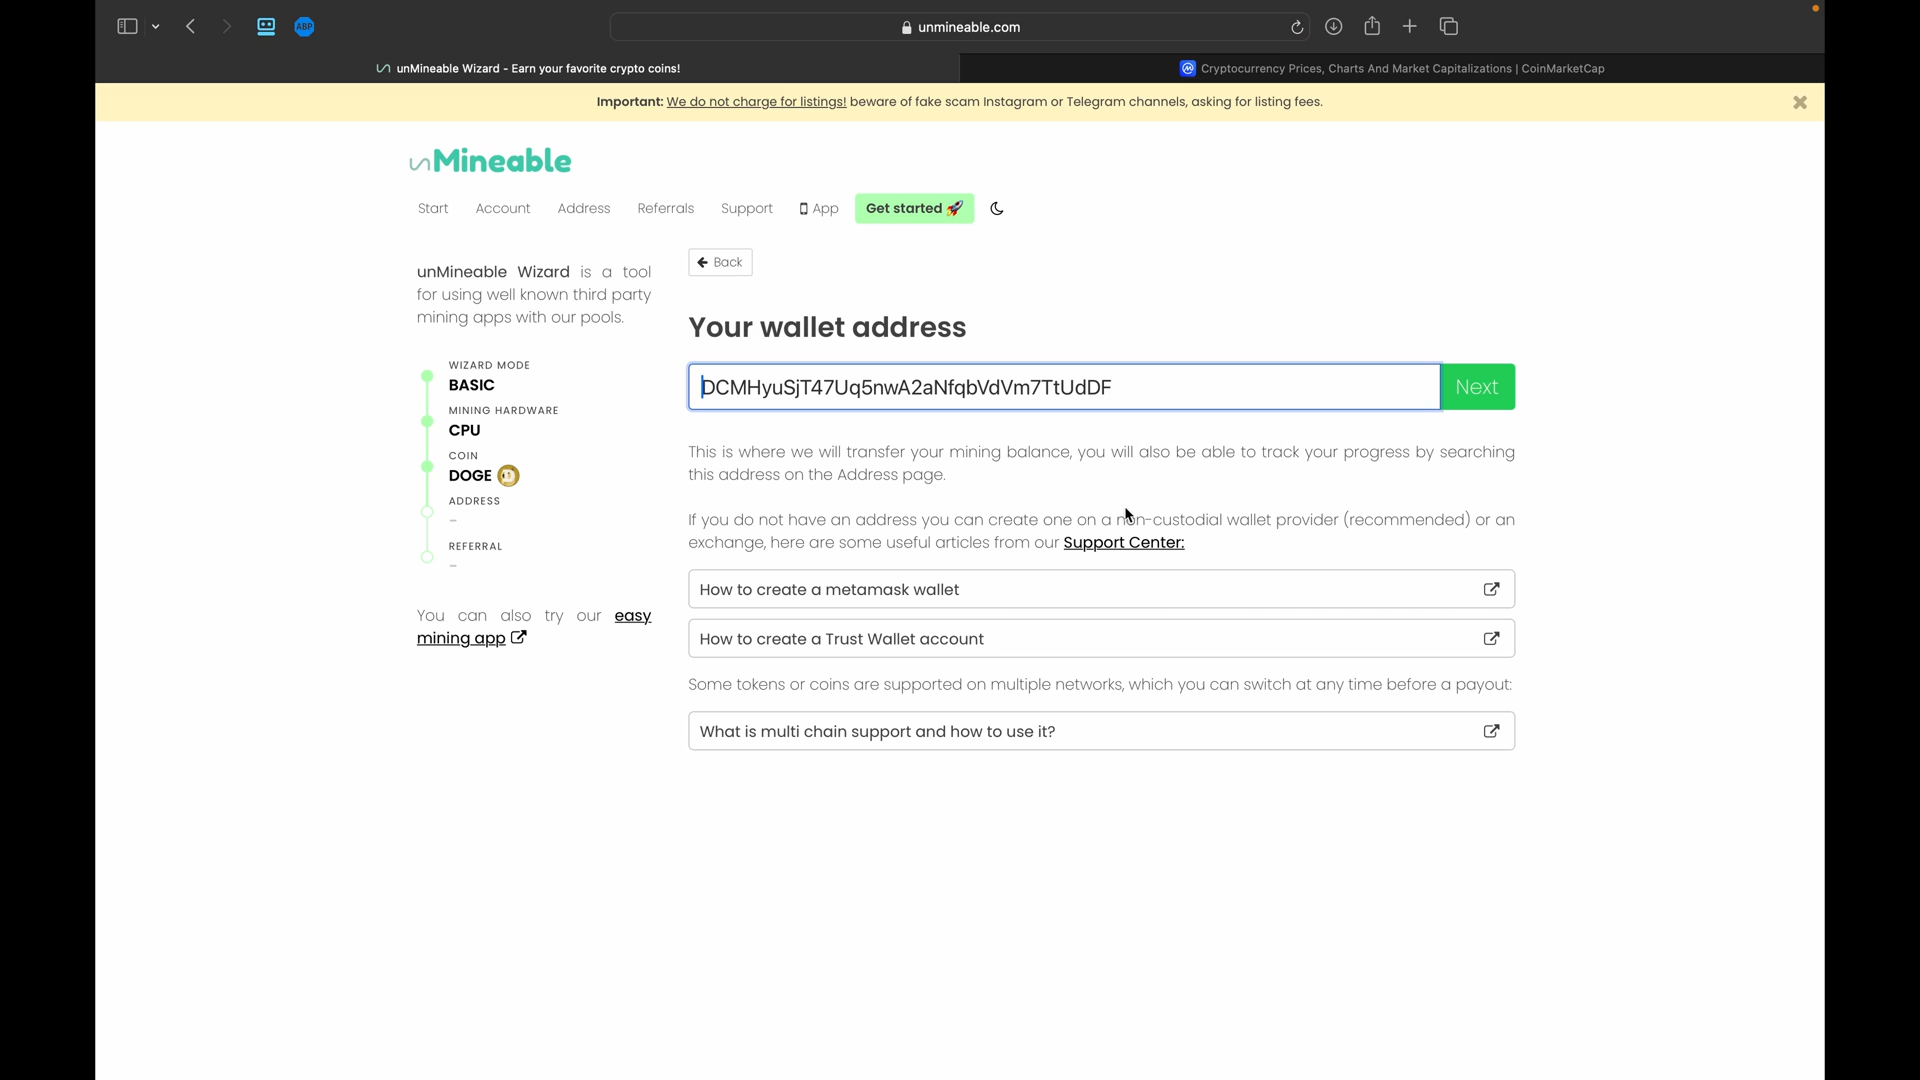 ABP
unmineable.com
unMineable Wizard - Earn your favorite crypto coins!
Cryptocurrency Prices, Charts And Market Capitalizations | CoinMarketCap
Important: We do not charge for listings! beware of fake scam Instagram or Telegram channels, asking for listing fees.
unMineable
Start
Account
Address
Referrals
Support
App
Get started 🚀
Back
unMineable Wizard is a tool
for using well known third party
mining apps with our pools.
WIZARD MODE
BASIC
MINING HARDWARE
CPU
COIN
DOGE
ADDRESS
-
REFERRAL
-
You can also try our easy
mining app
Your wallet address
DCMHyuSjT47Uq5nwA2aNfqbVdVm7TtUdDF
Next
This is where we will transfer your mining balance, you will also be able to track your progress by searching
this address on the Address page.
If you do not have an address you can create one on a non-custodial wallet provider (recommended) or an
exchange, here are some useful articles from our Support Center:
How to create a metamask wallet
How to create a Trust Wallet account
Some tokens or coins are supported on multiple networks, which you can switch at any time before a payout:
What is multi chain support and how to use it?